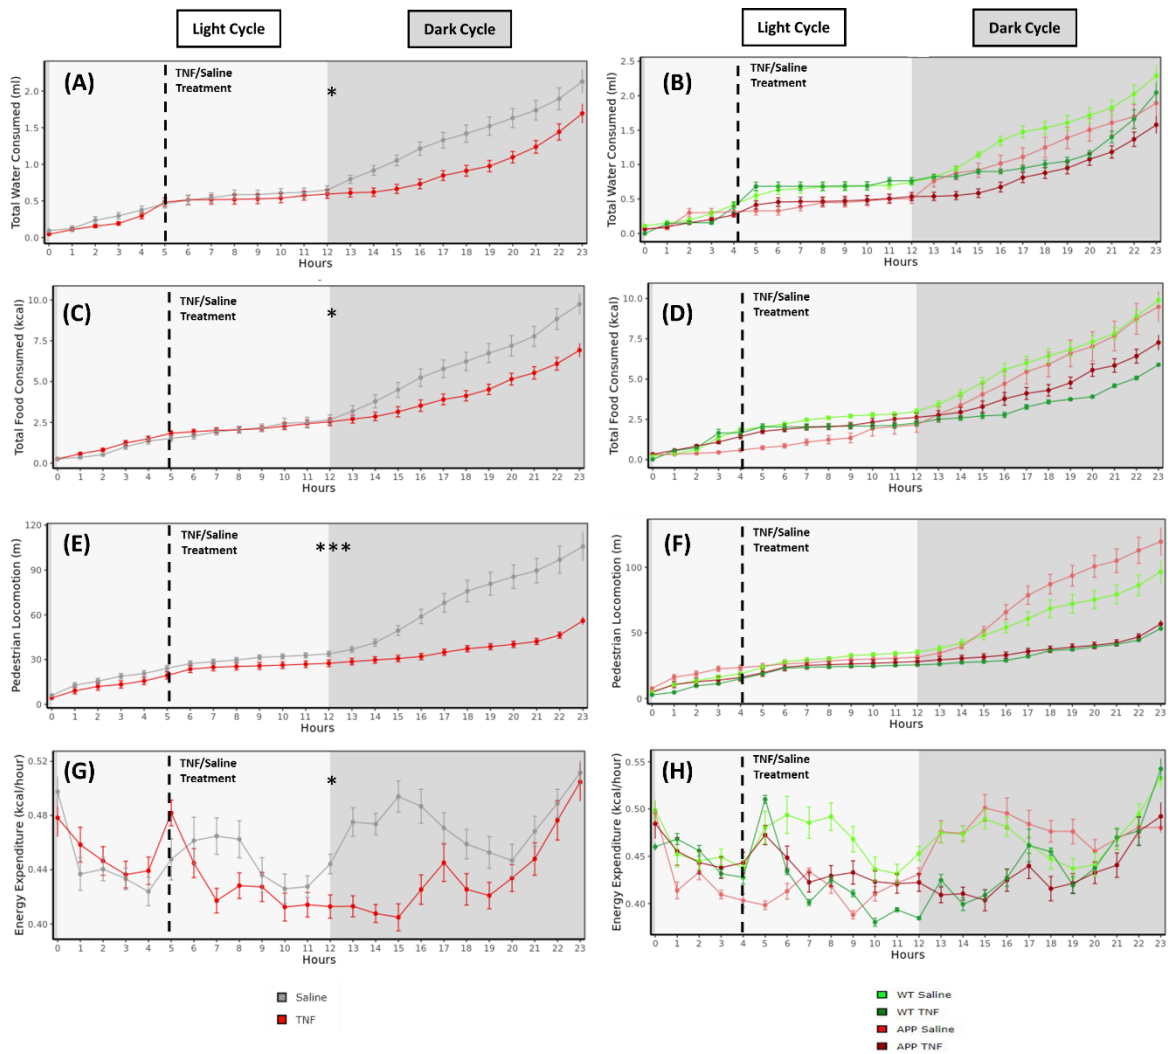 Light Cycle
Dark Cycle
Light Cycle
Dark Cycle
(A)
TNF/Saline
Treatment
*
Total Water Consumed (ml)
2.0
1.5
1.0
0.5
0.0
0 1 2 3 4 5 6 7 8 9 10 11 12 13 14 15 16 17 18 19 20 21 22 23
Hours
(B)
TNF/Saline
Treatment
Total Water Consumed (ml)
2.5
2.0
1.5
1.0
0.5
0.0
0 1 2 3 4 5 6 7 8 9 10 11 12 13 14 15 16 17 18 19 20 21 22 23
Hours
(C)
TNF/Saline
Treatment
*
Total Food Consumed (kcal)
10.0
7.5
5.0
2.5
0.0
0 1 2 3 4 5 6 7 8 9 10 11 12 13 14 15 16 17 18 19 20 21 22 23
Hours
(D)
TNF/Saline
Treatment
Total Food Consumed (kcal)
10.0
7.5
5.0
2.5
0.0
0 1 2 3 4 5 6 7 8 9 10 11 12 13 14 15 16 17 18 19 20 21 22 23
Hours
(E)
TNF/Saline
Treatment
***
Pedestrian Locomotion (m)
120
90
60
30
0
0 1 2 3 4 5 6 7 8 9 10 11 12 13 14 15 16 17 18 19 20 21 22 23
Hours
(F)
TNF/Saline
Treatment
Pedestrian Locomotion (m)
100
50
0
0 1 2 3 4 5 6 7 8 9 10 11 12 13 14 15 16 17 18 19 20 21 22 23
Hours
(G)
TNF/Saline
Treatment
*
Energy Expenditure (kcal/hour)
0.52
0.48
0.44
0.40
0 1 2 3 4 5 6 7 8 9 10 11 12 13 14 15 16 17 18 19 20 21 22 23
Hours
(H)
TNF/Saline
Treatment
Energy Expenditure (kcal/hour)
0.55
0.50
0.45
0.40
0 1 2 3 4 5 6 7 8 9 10 11 12 13 14 15 16 17 18 19 20 21 22 23
Hours
Saline
TNF
WT Saline
WT TNF
APP Saline
APP TNF